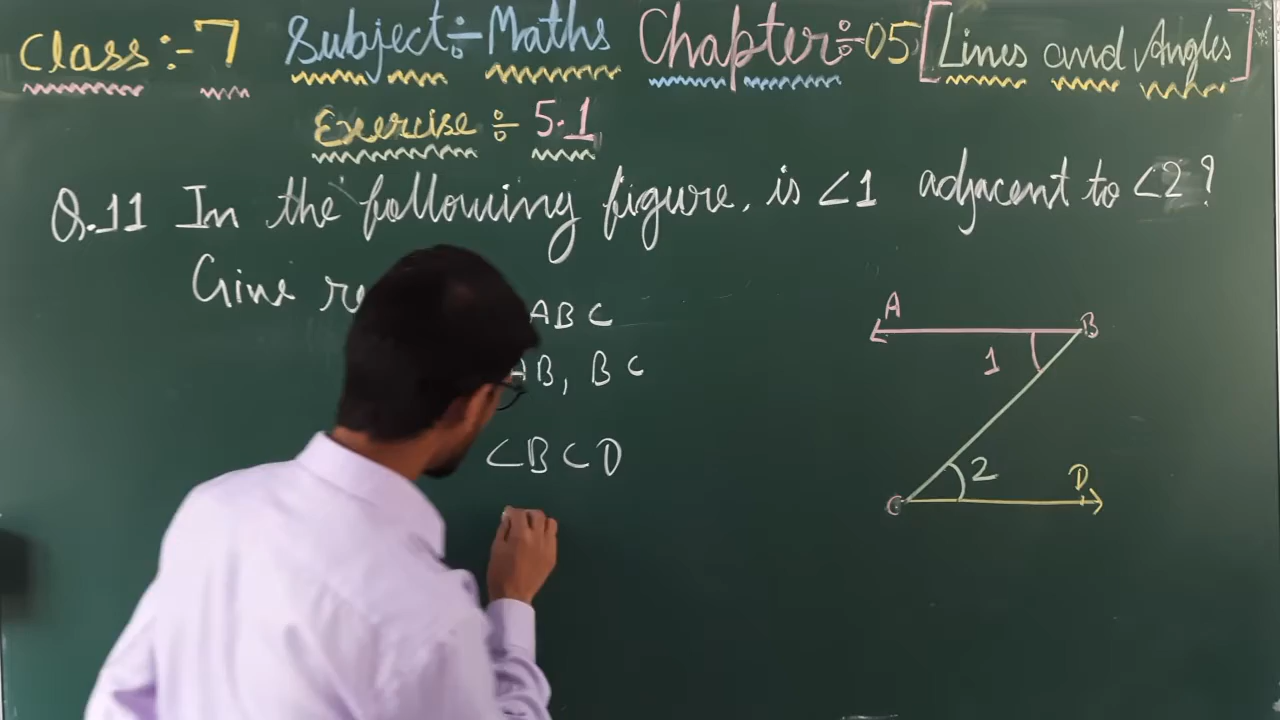 Class:-7 Subject÷Maths Chapter÷05 [Lines and Angles]
Exercise÷5.1
Q.11 In the following figure, is ∠1 adjacent to ∠2?
Give
ABC
AB, BC
∠BCD
A
B
1
2
D
C